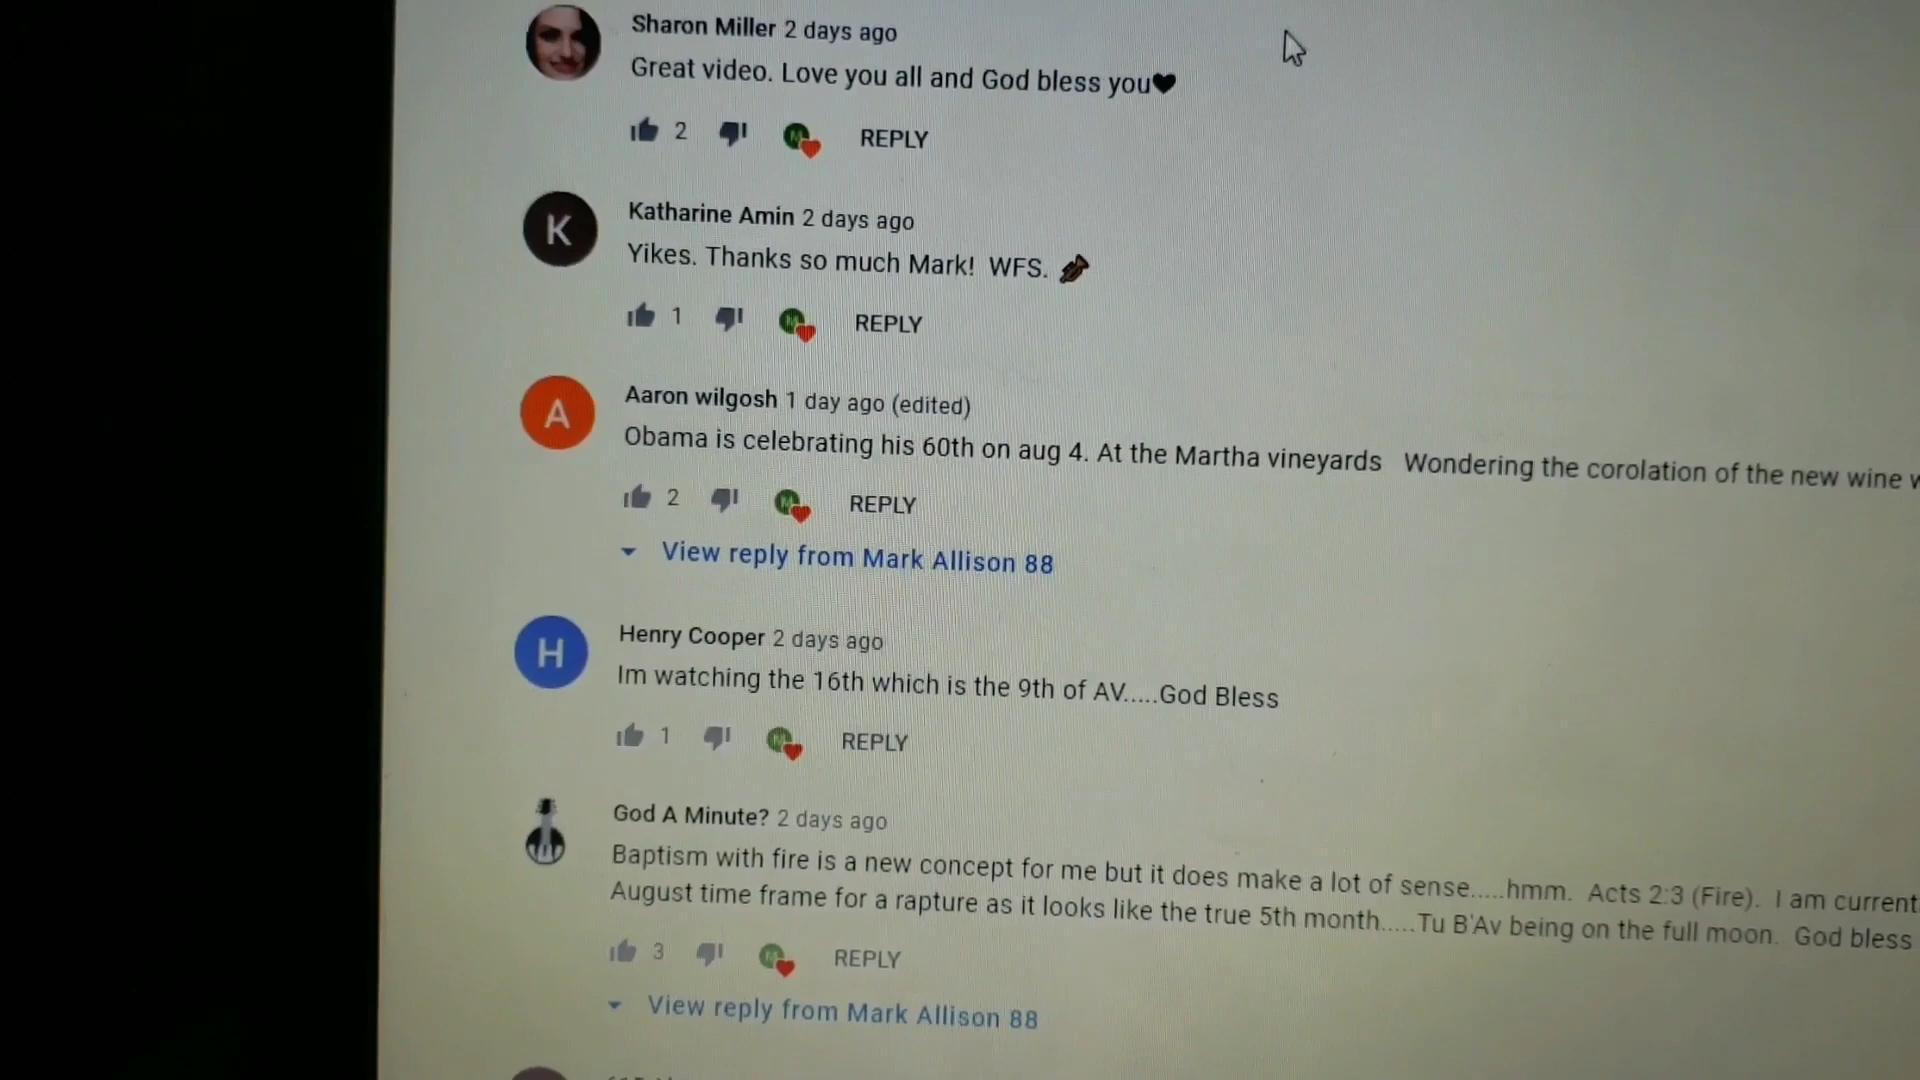 Sharon Miller 2 days ago
Great video. Love you all and God bless you🖤
2 REPLY
K
Katharine Amin 2 days ago
Yikes. Thanks so much Mark!  WFS. 🎺
1 REPLY
A
Aaron wilgosh 1 day ago (edited)
Obama is celebrating his 60th on aug 4. At the Martha vineyards   Wondering the corolation of the new wine
2 REPLY
View reply from Mark Allison 88
H
Henry Cooper 2 days ago
Im watching the 16th which is the 9th of AV.....God Bless
1 REPLY
God A Minute? 2 days ago
Baptism with fire is a new concept for me but it does make a lot of sense.....hmm.  Acts 2:3 (Fire).  I am current
August time frame for a rapture as it looks like the true 5th month.....Tu B'Av being on the full moon.  God bless
3 REPLY
View reply from Mark Allison 88